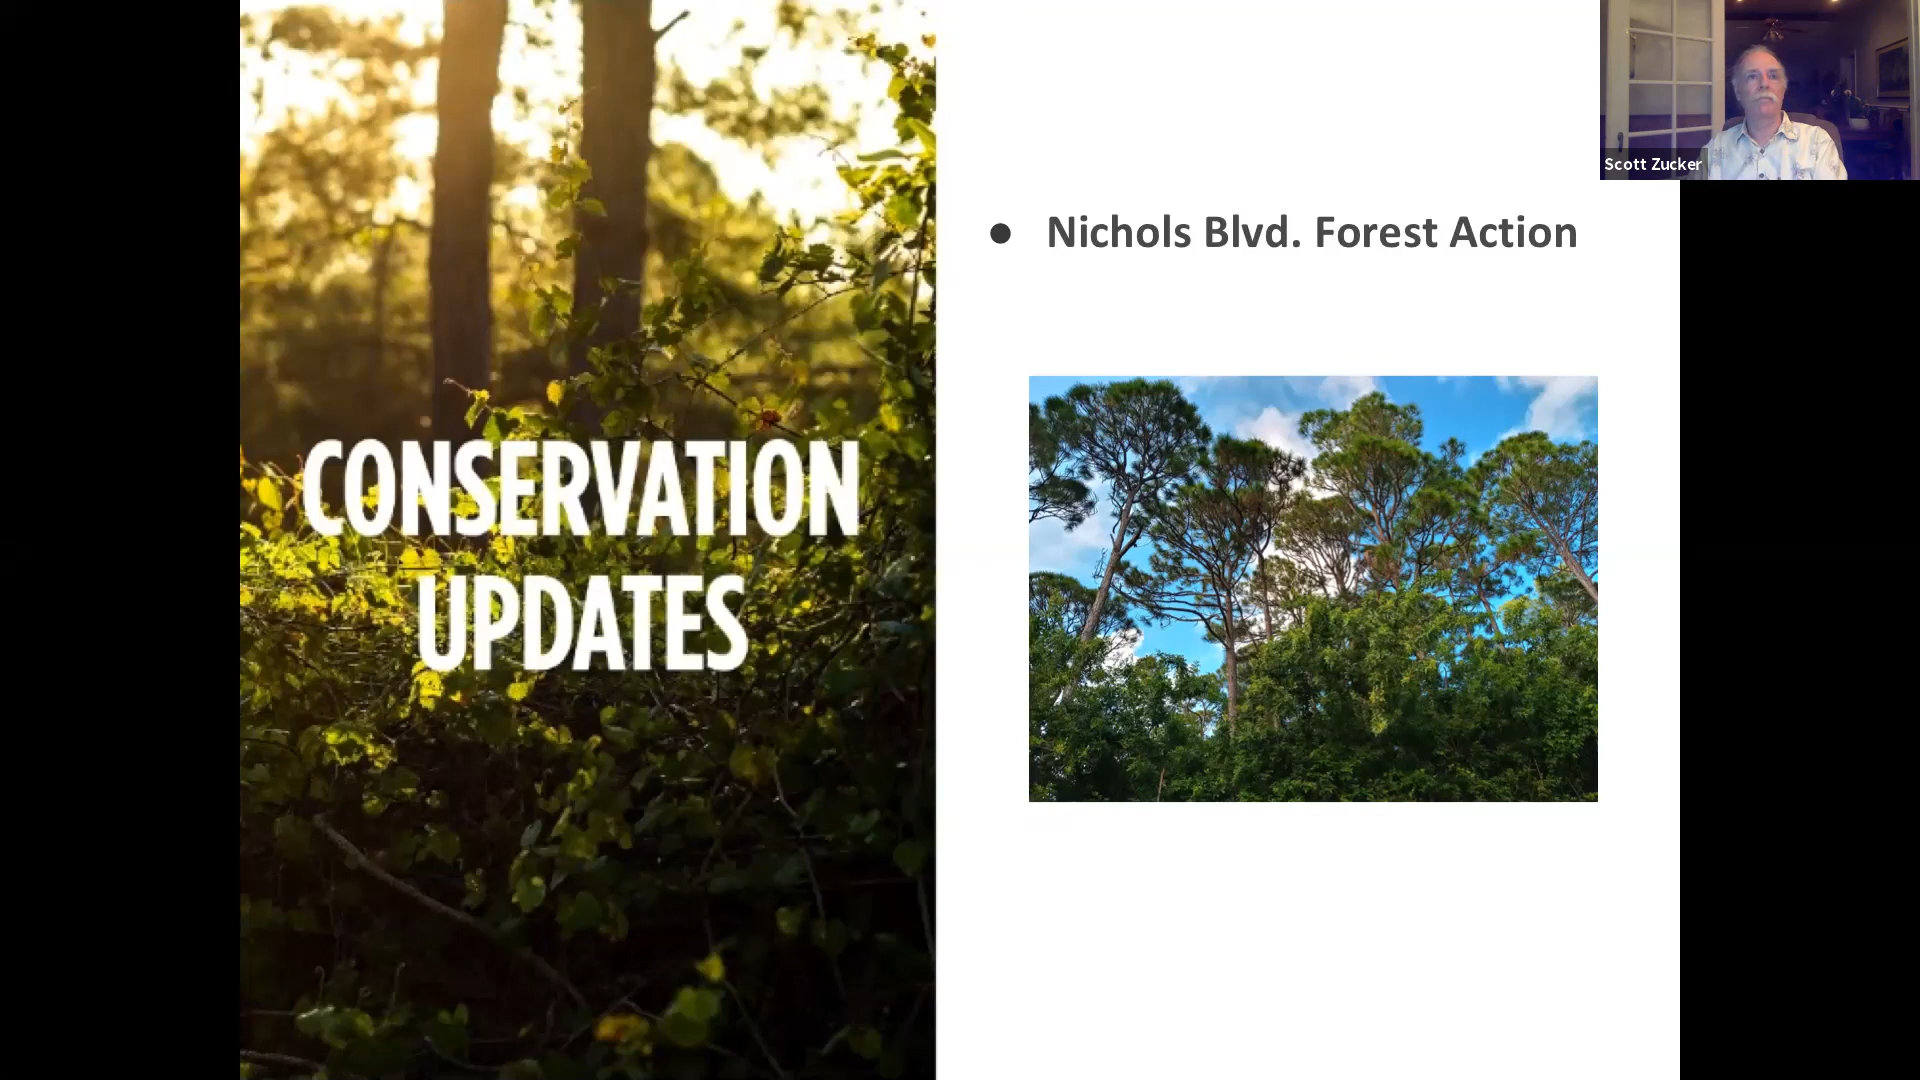 CONSERVATION
UPDATES
● Nichols Blvd. Forest Action
Scott Zucker